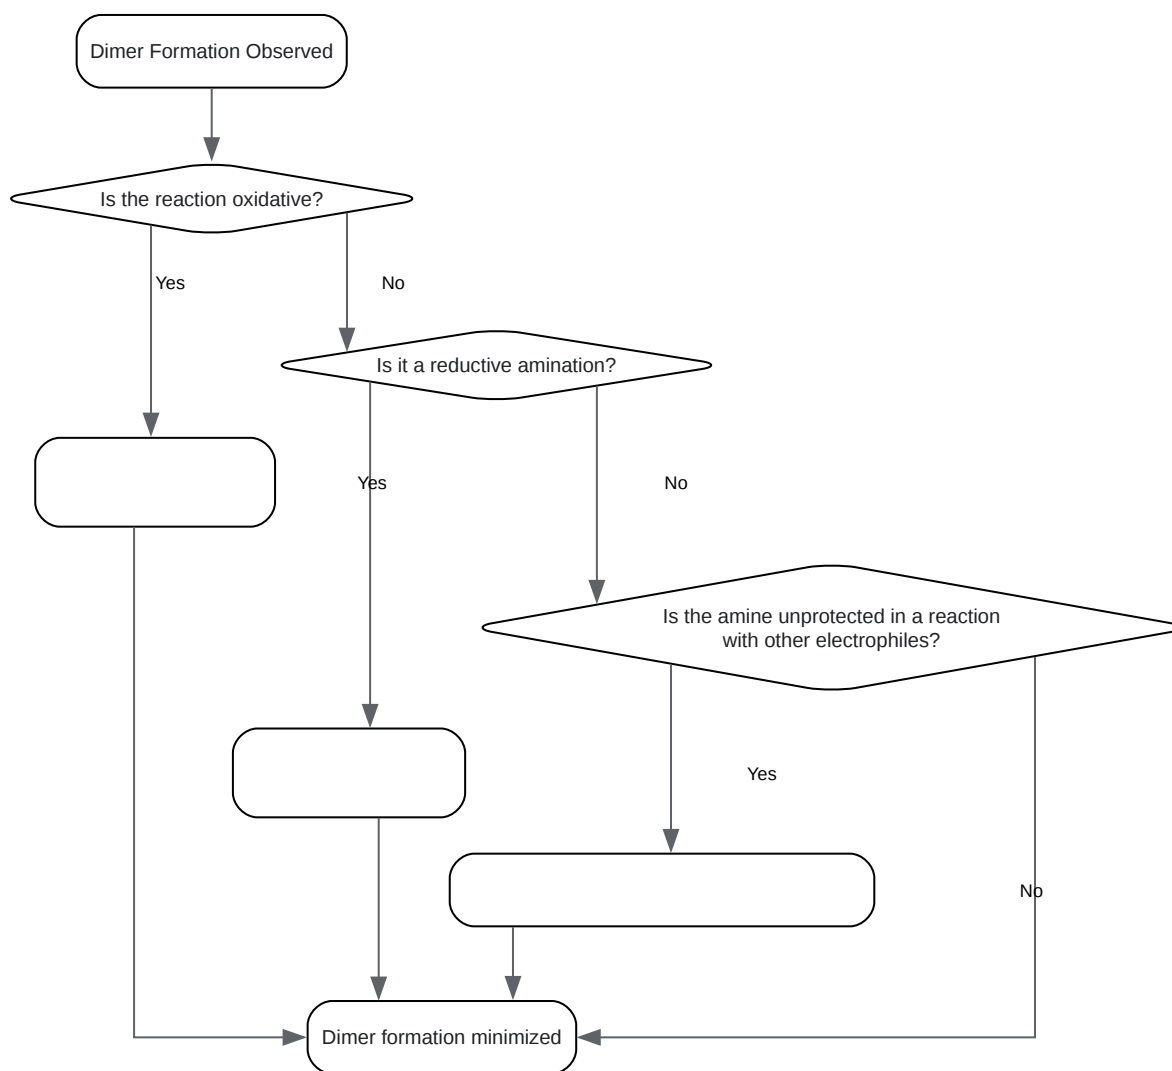 Dimer Formation Observed
Is the reaction oxidative?
Yes
No
Is it a reductive amination?
Yes
No
Is the amine unprotected in a reaction
with other electrophiles?
Yes
No
Dimer formation minimized